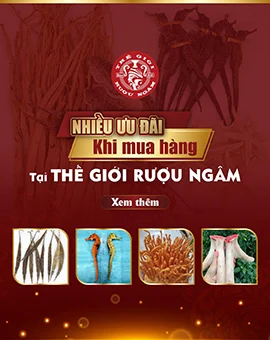 THẾ GIỚI
RƯỢU NGÂM
NHIỀU ƯU ĐÃI
Khi mua hàng
Tại THẾ GIỚI RƯỢU NGÂM
Xem thêm